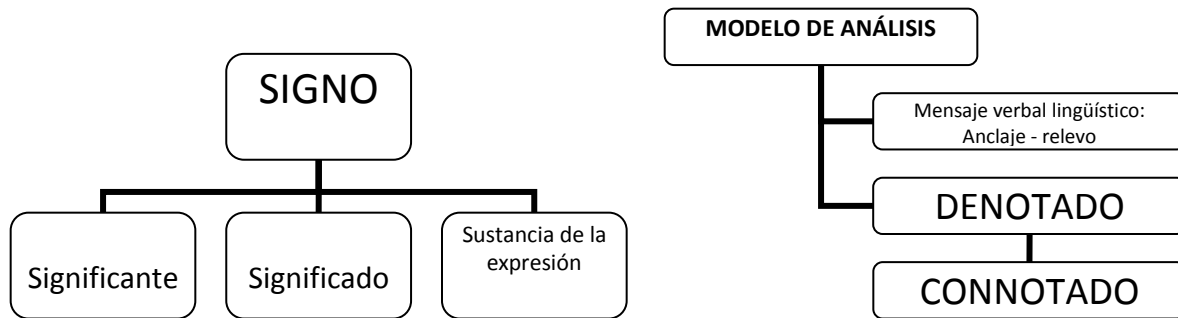 SIGNO
Significante
Significado
Sustancia de la
expresión
MODELO DE ANÁLISIS
Mensaje verbal lingüístico:
Anclaje - relevo
DENOTADO
CONNOTADO